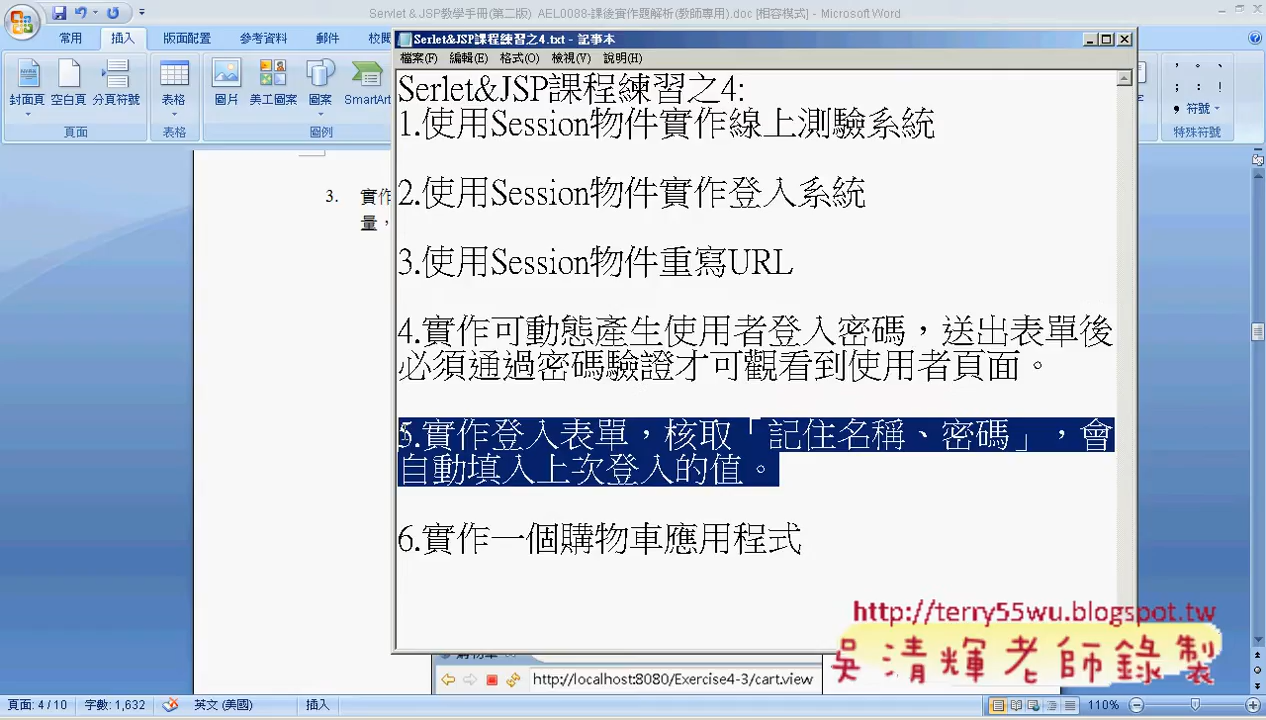 Servlet & JSP教學手冊(第二版) AEL0088-課後實作題解析(教師專用).doc [相容模式] - Microsoft Word
常用 插入 版面配置 參考資料 郵件 校閱
封面頁 空白頁 分頁符號 表格 圖片 美工圖案 圖案 SmartArt 符號
頁面 表格 圖例 特殊符號
Serlet&JSP課程練習之4.txt - 記事本
檔案(F) 編輯(E) 格式(O) 檢視(V) 說明(H)
Serlet&JSP課程練習之4:
1.使用Session物件實作線上測驗系統
2.使用Session物件實作登入系統
3.使用Session物件重寫URL
4.實作可動態產生使用者登入密碼，送出表單後
必須通過密碼驗證才可觀看到使用者頁面。
5.實作登入表單，核取「記住名稱、密碼」，會
自動填入上次登入的值。
6.實作一個購物車應用程式
3. 實作
量，
http://terry55wu.blogspot.tw
吳清輝老師錄製
http://localhost:8080/Exercise4-3/cart.view
頁面: 4/10 字數: 1,632 英文 (美國) 插入 110%